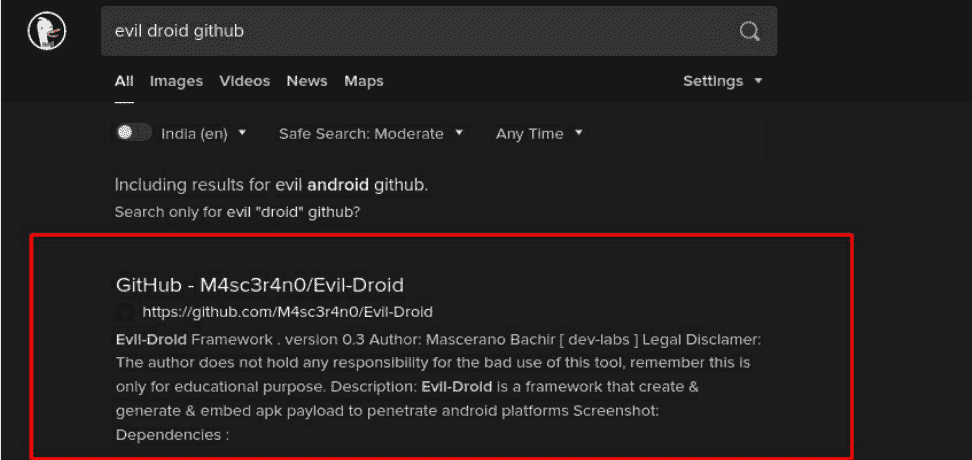 evil droid github
All Images Videos News Maps Settings
India (en) Safe Search: Moderate Any Time
Including results for evil android github.
Search only for evil "droid" github?
GitHub - M4sc3r4n0/Evil-Droid
https://github.com/M4sc3r4n0/Evil-Droid
Evil-Droid Framework . version 0.3 Author: Mascerano Bachir [ dev-labs ] Legal Disclamer:
The author does not hold any responsibility for the bad use of this tool, remember this is
only for educational purpose. Description: Evil-Droid is a framework that create &
generate & embed apk payload to penetrate android platforms Screenshot:
Dependencies :